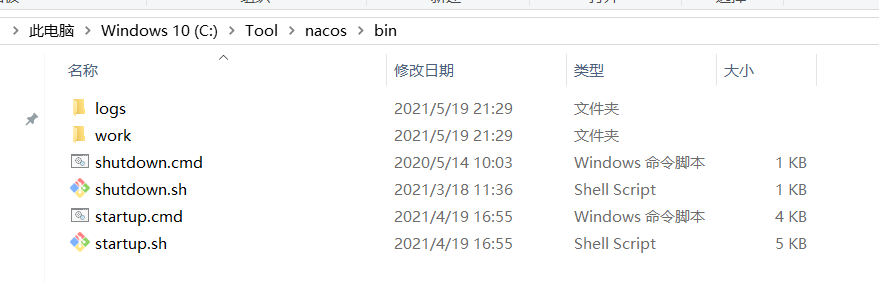 此电脑 > Windows 10 (C:) > Tool > nacos > bin
名称 修改日期 类型 大小
logs 2021/5/19 21:29 文件夹
work 2021/5/19 21:29 文件夹
shutdown.cmd 2020/5/14 10:03 Windows 命令脚本 1 KB
shutdown.sh 2021/3/18 11:36 Shell Script 1 KB
startup.cmd 2021/4/19 16:55 Windows 命令脚本 4 KB
startup.sh 2021/4/19 16:55 Shell Script 5 KB